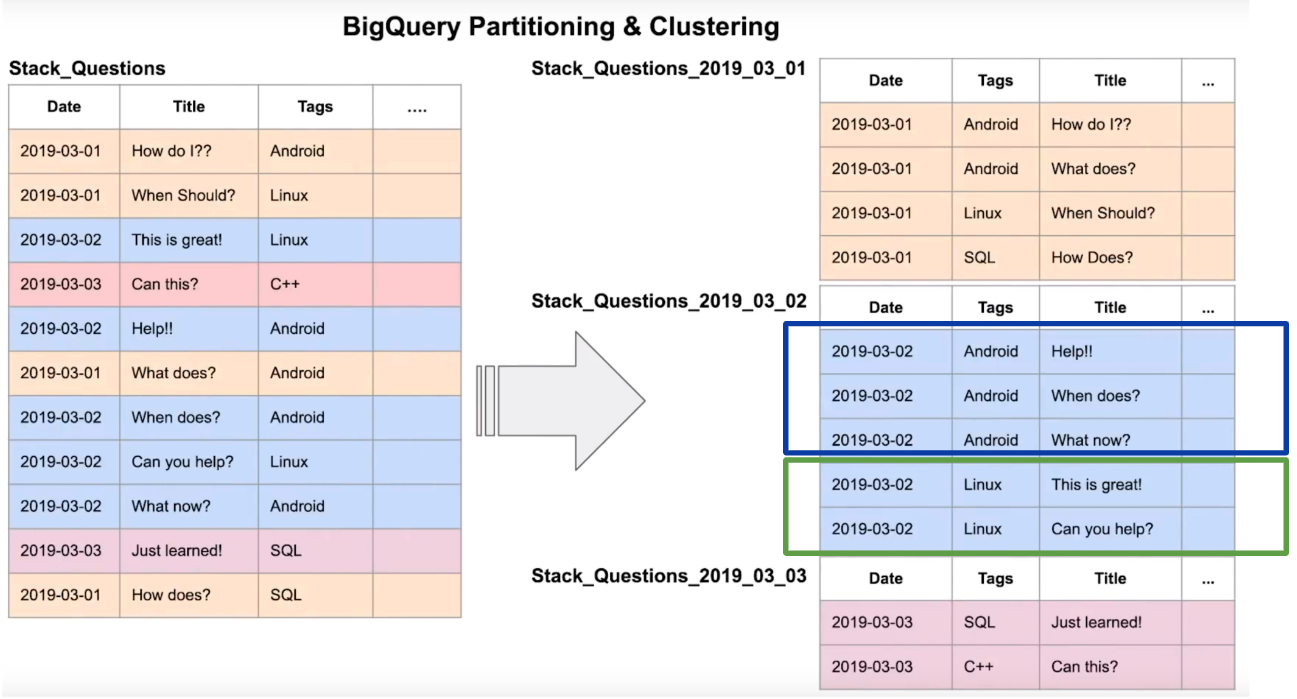 BigQuery Partitioning & Clustering
Stack_Questions
Date Title Tags ....
2019-03-01 How do I?? Android
2019-03-01 When Should? Linux
2019-03-02 This is great! Linux
2019-03-03 Can this? C++
2019-03-02 Help!! Android
2019-03-01 What does? Android
2019-03-02 When does? Android
2019-03-02 Can you help? Linux
2019-03-02 What now? Android
2019-03-03 Just learned! SQL
2019-03-01 How does? SQL
Stack_Questions_2019_03_01
Date Tags Title ...
2019-03-01 Android How do I??
2019-03-01 Android What does?
2019-03-01 Linux When Should?
2019-03-01 SQL How Does?
Stack_Questions_2019_03_02
Date Tags Title ...
2019-03-02 Android Help!!
2019-03-02 Android When does?
2019-03-02 Android What now?
2019-03-02 Linux This is great!
2019-03-02 Linux Can you help?
Stack_Questions_2019_03_03
Date Tags Title ...
2019-03-03 SQL Just learned!
2019-03-03 C++ Can this?